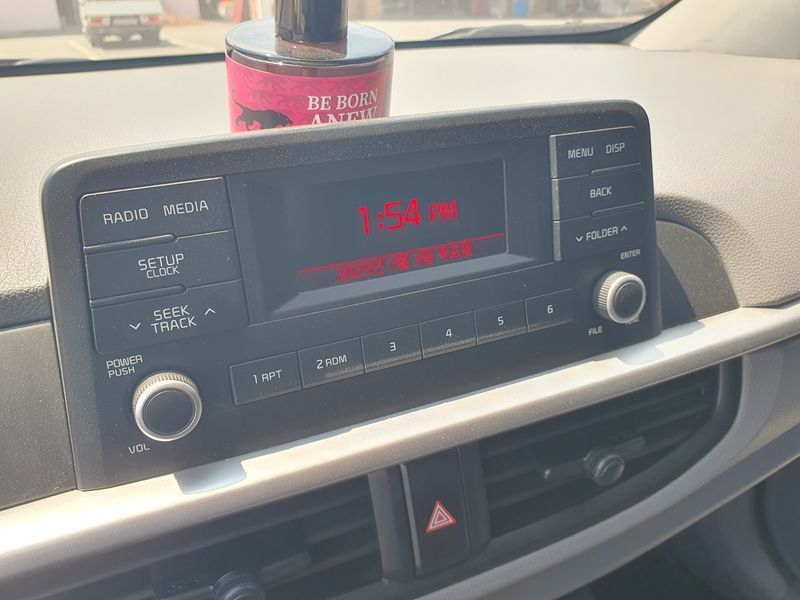 BE BORN
ANEW
RADIO MEDIA
1:54 PM
MENU DISP
BACK
FOLDER
SETUP
CLOCK
SEEK
TRACK
ENTER
POWER
PUSH
VOL
1 RPT
2 RDM
3
4
5
6
FILE